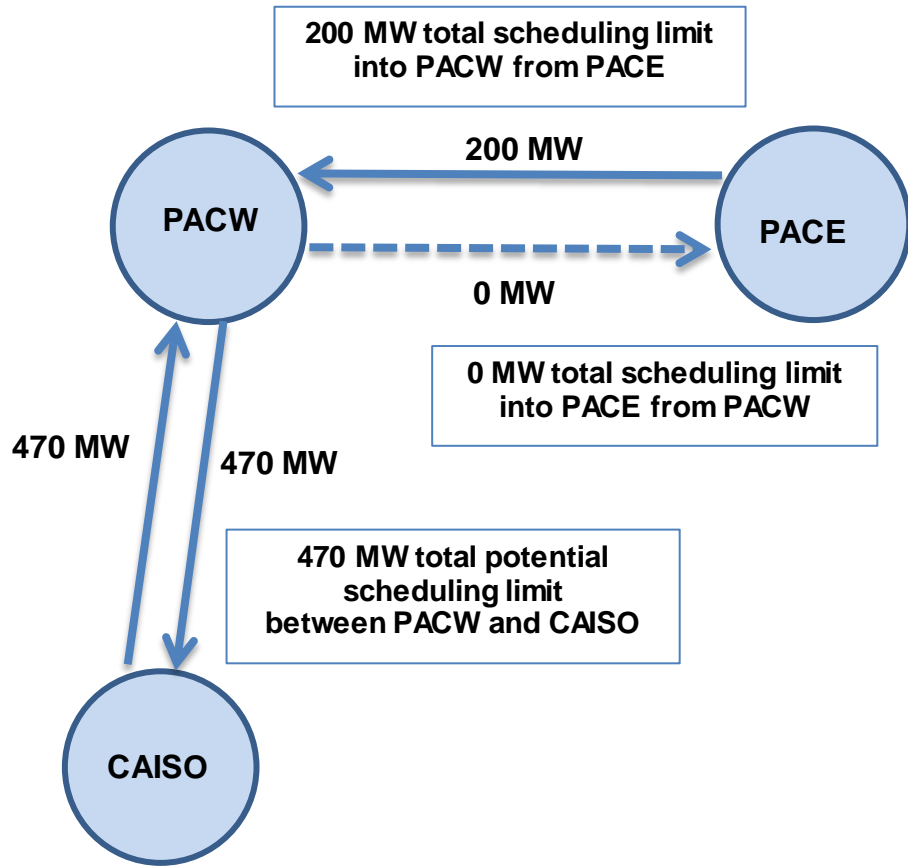 200 MW total scheduling limit
into PACW from PACE
200 MW
PACW
PACE
0 MW
0 MW total scheduling limit
into PACE from PACW
470 MW
470 MW
470 MW total potential
scheduling limit
between PACW and CAISO
CAISO